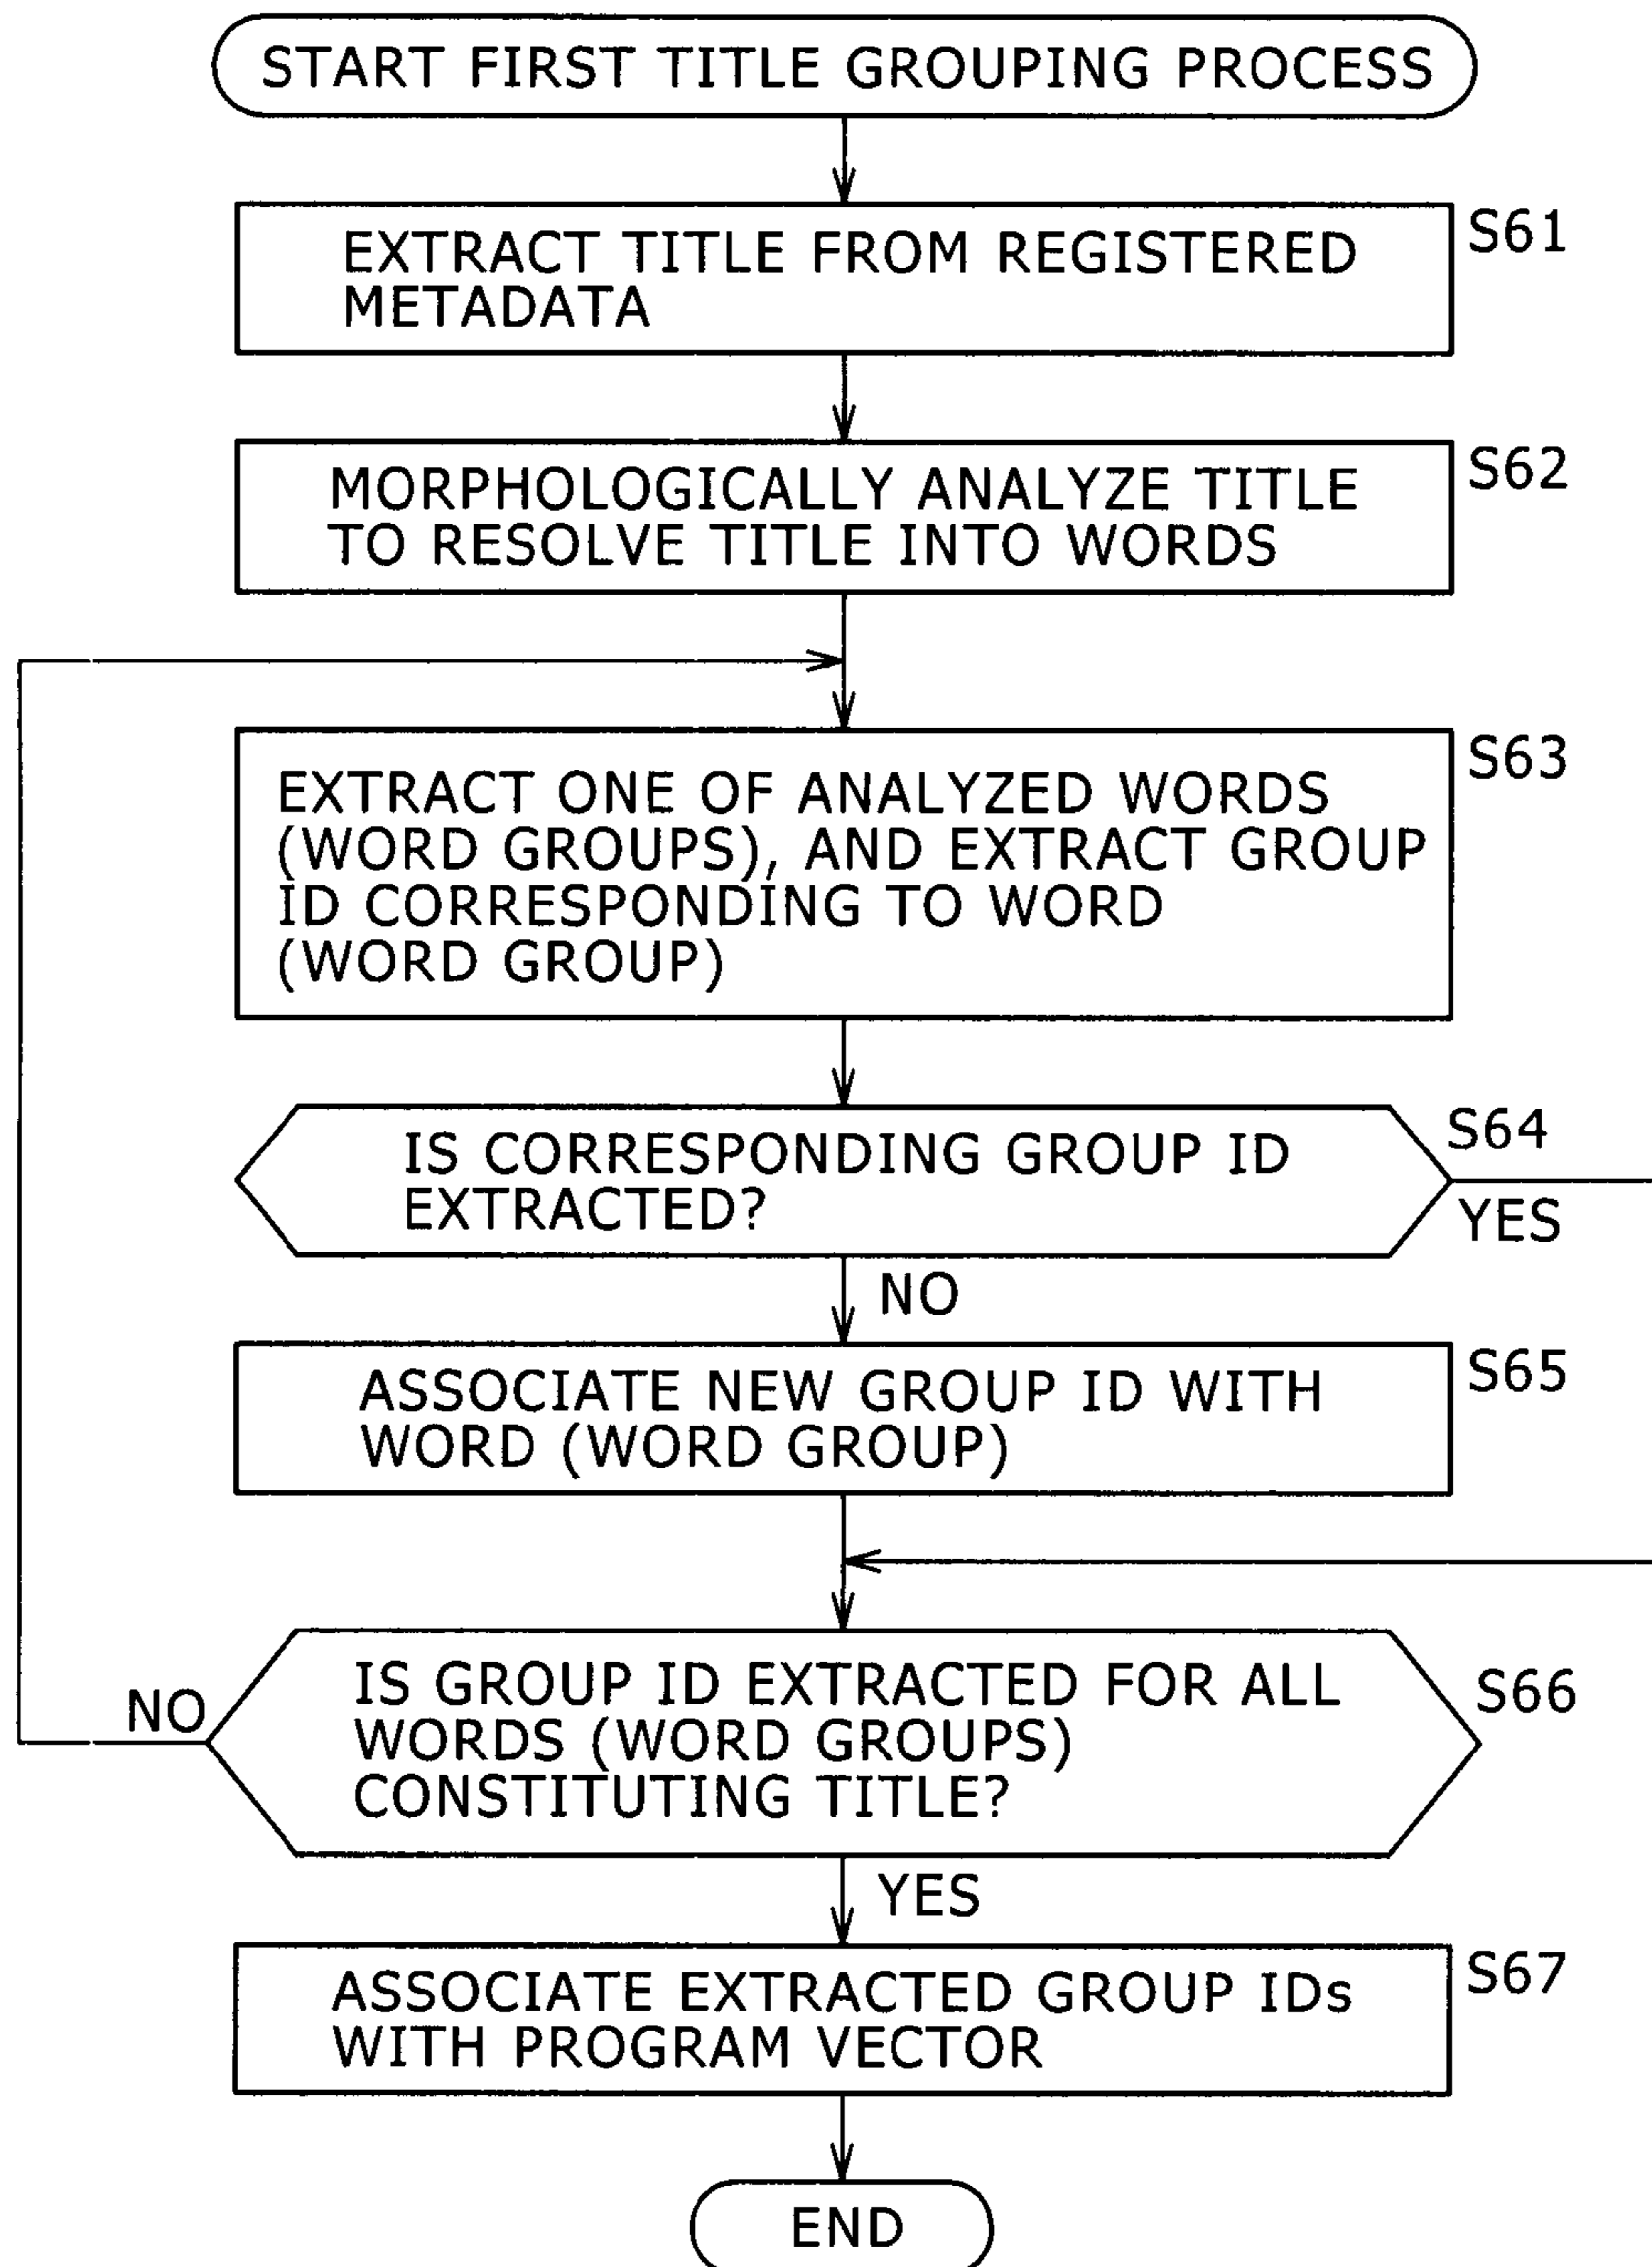 START FIRST TITLE GROUPING PROCESS
S61
EXTRACT TITLE FROM REGISTERED
METADATA
S62
MORPHOLOGICALLY ANALYZE TITLE
TO RESOLVE TITLE INTO WORDS
S63
EXTRACT ONE OF ANALYZED WORDS
(WORD GROUPS), AND EXTRACT GROUP
ID CORRESPONDING TO WORD
(WORD GROUP)
S64
IS CORRESPONDING GROUP ID
EXTRACTED?
YES
NO
S65
ASSOCIATE NEW GROUP ID WITH
WORD (WORD GROUP)
S66
IS GROUP ID EXTRACTED FOR ALL
WORDS (WORD GROUPS)
CONSTITUTING TITLE?
NO
YES
S67
ASSOCIATE EXTRACTED GROUP IDs
WITH PROGRAM VECTOR
END